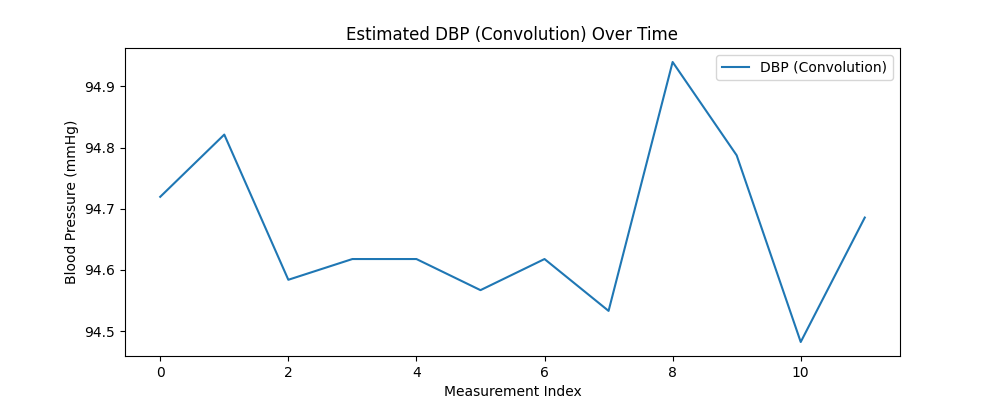 Estimated DBP (Convolution) Over Time
DBP (Convolution)
Blood Pressure (mmHg)
94.9
94.8
94.7
94.6
94.5
0 2 4 6 8 10
Measurement Index